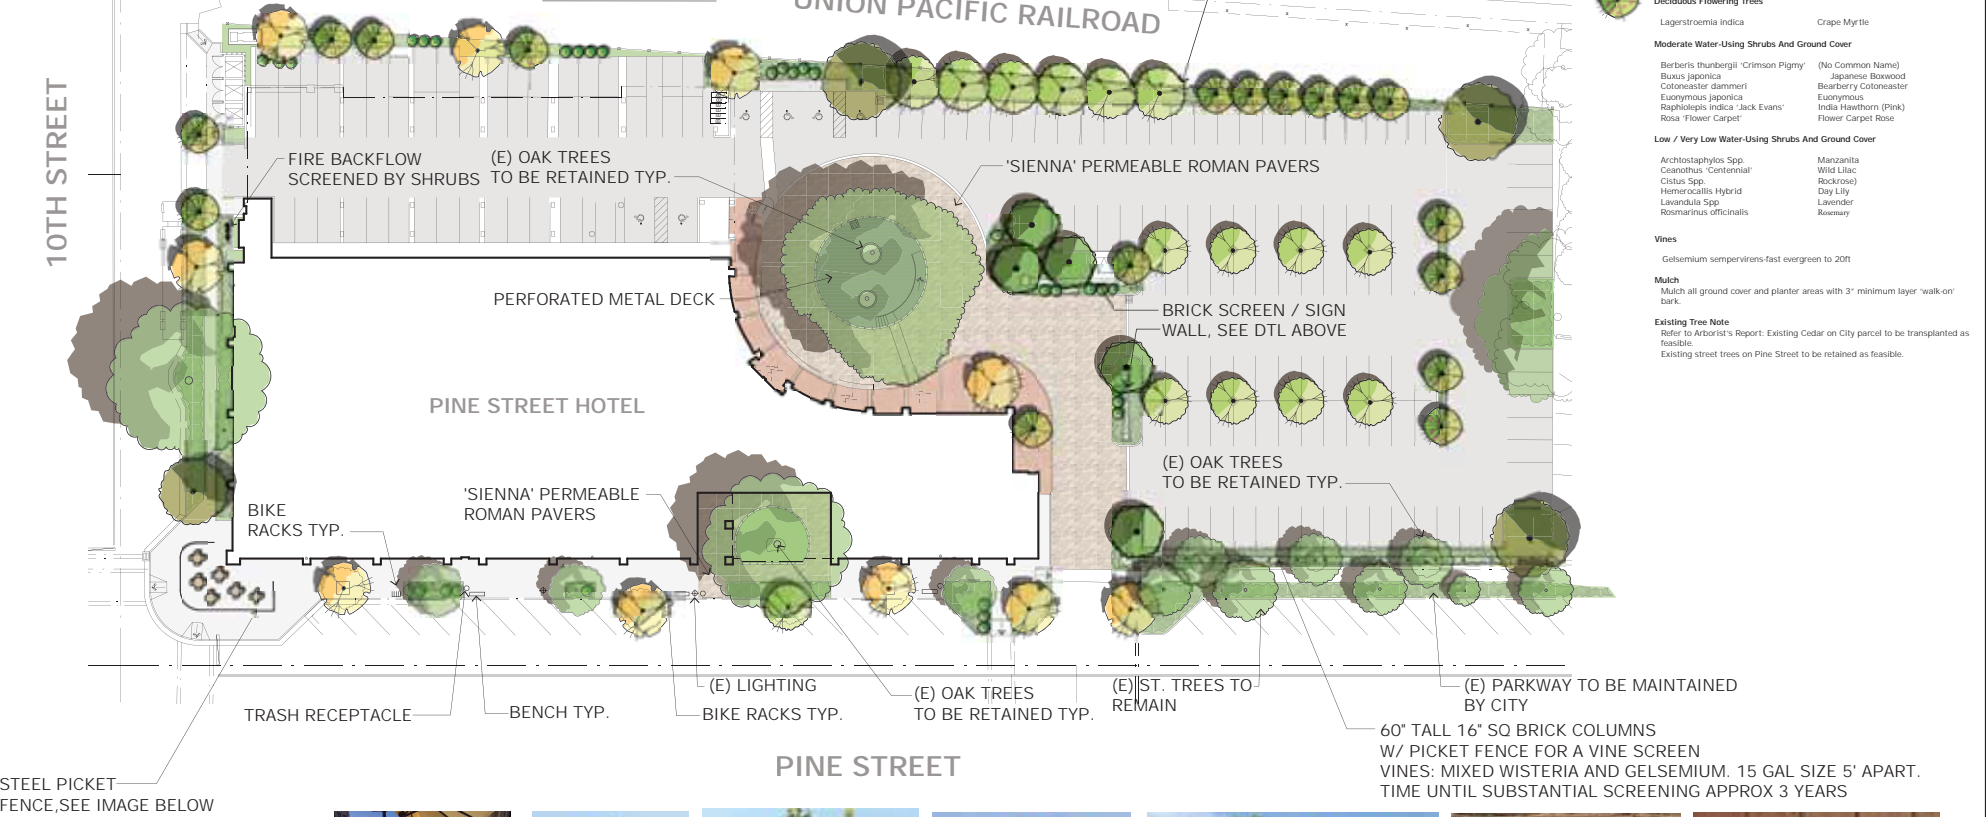 UNION PACIFIC RAILROAD
10TH STREET
FIRE BACKFLOW
SCREENED BY SHRUBS
(E) OAK TREES
TO BE RETAINED TYP.
'SIENNA' PERMEABLE ROMAN PAVERS
PERFORATED METAL DECK
BRICK SCREEN / SIGN
WALL, SEE DTL ABOVE
PINE STREET HOTEL
(E) OAK TREES
TO BE RETAINED TYP.
'SIENNA' PERMEABLE
ROMAN PAVERS
BIKE
RACKS TYP.
TRASH RECEPTACLE
BENCH TYP.
(E) LIGHTING
BIKE RACKS TYP.
(E) OAK TREES
TO BE RETAINED TYP.
(E) ST. TREES TO
REMAIN
(E) PARKWAY TO BE MAINTAINED
BY CITY
60" TALL 16" SQ BRICK COLUMNS
W/ PICKET FENCE FOR A VINE SCREEN
VINES: MIXED WISTERIA AND GELSEMIUM. 15 GAL SIZE 5' APART.
TIME UNTIL SUBSTANTIAL SCREENING APPROX 3 YEARS
PINE STREET
STEEL PICKET
FENCE,SEE IMAGE BELOW
Deciduous Flowering Trees
Lagerstroemia indica Crape Myrtle
Moderate Water-Using Shrubs And Ground Cover
Berberis thunbergii 'Crimson Pigmy' (No Common Name)
Buxus japonica Japanese Boxwood
Cotoneaster dammeri Bearberry Cotoneaster
Euonymus japonica Euonymus
Raphiolepis indica 'Jack Evans' India Hawthorn (Pink)
Rosa 'Flower Carpet' Flower Carpet Rose
Low / Very Low Water-Using Shrubs And Ground Cover
Archtostaphylos Spp. Manzanita
Ceanothus 'Centennial' Wild Lilac
Cistus Spp. Rockrose)
Hemerocallis Hybrid Day Lily
Lavandula Spp Lavender
Rosmarinus officinalis Rosemary
Vines
Gelsemium sempervirens-fast evergreen to 20ft
Mulch
Mulch all ground cover and planter areas with 3" minimum layer 'walk-on'
bark.
Existing Tree Note
Refer to Arborist's Report: Existing Cedar on City parcel to be transplanted as
feasible.
Existing street trees on Pine Street to be retained as feasible.